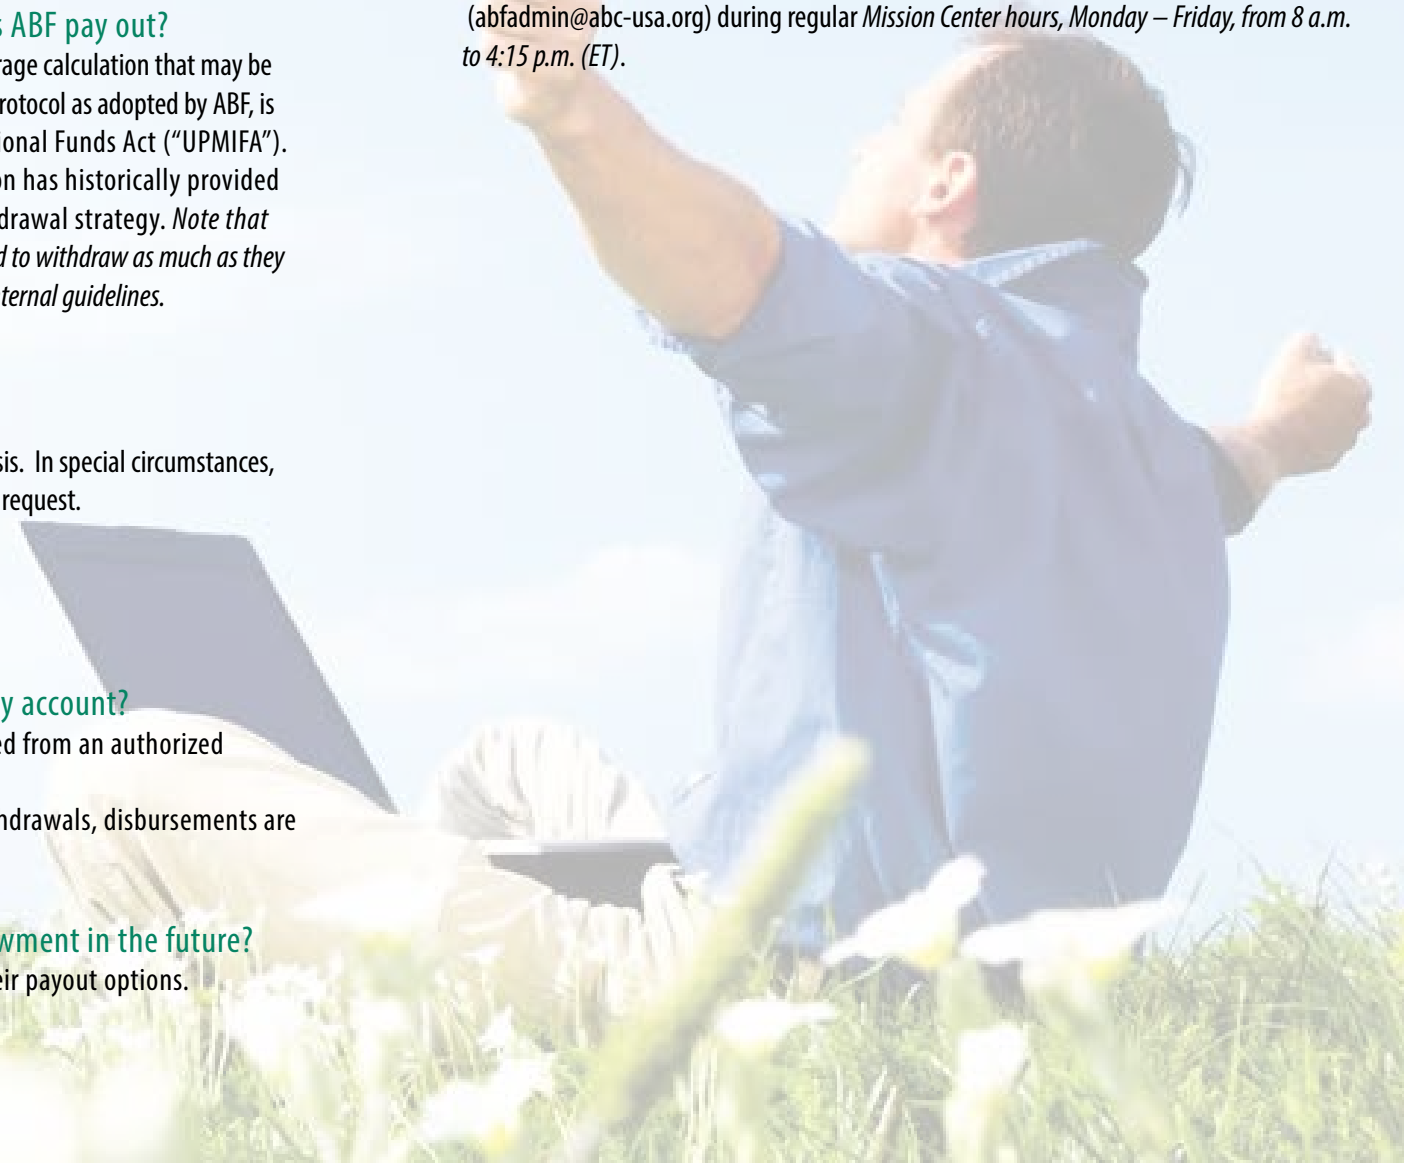 s ABF pay out?
rage calculation that may be
rotocol as adopted by ABF, is
ional Funds Act (“UPMIFA”).
on has historically provided
drawal strategy. Note that
d to withdraw as much as they
ternal guidelines.
sis.  In special circumstances,
request.
y account?
ed from an authorized
ndrawals, disbursements are
wment in the future?
eir payout options.
(abfadmin@abc-usa.org) during regular Mission Center hours, Monday – Friday, from 8 a.m.
to 4:15 p.m. (ET).